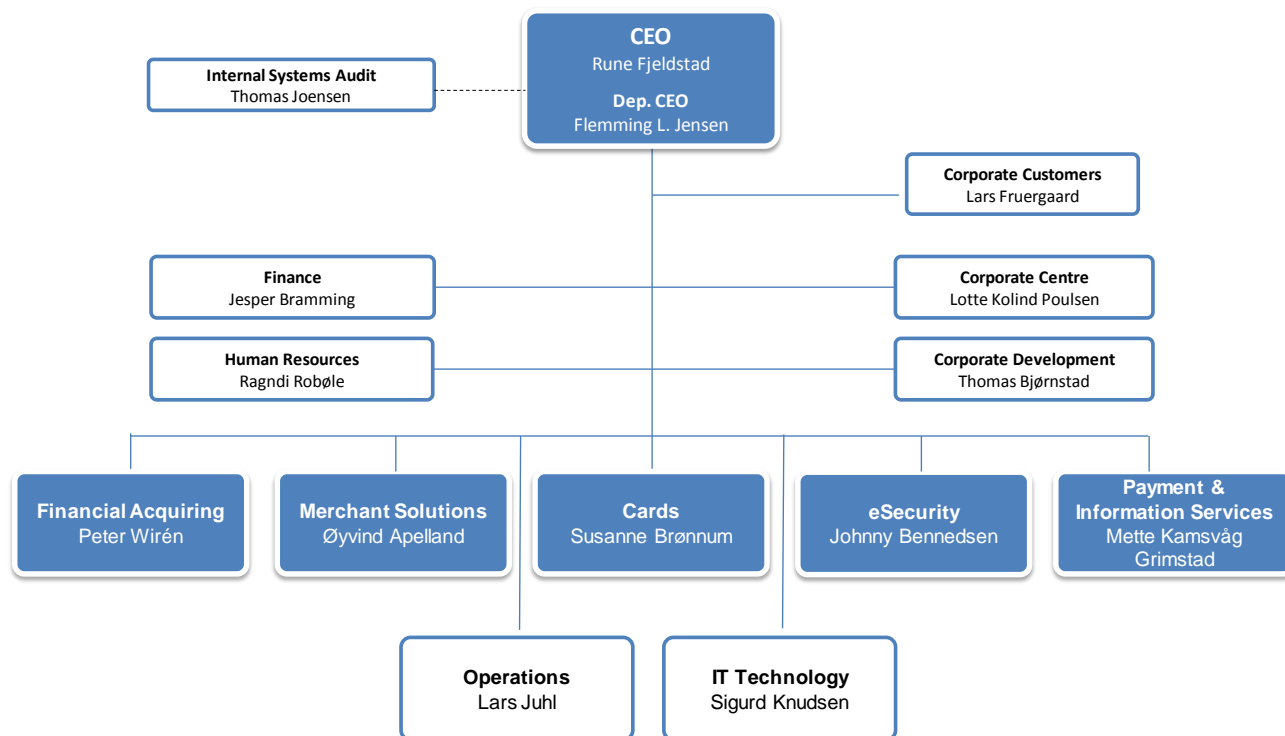 CEO
Rune Fjeldstad
Dep. CEO
Flemming L. Jensen
Internal Systems Audit
Thomas Joensen
Corporate Customers
Lars Fruergaard
Finance
Jesper Bramming
Corporate Centre
Lotte Kolind Poulsen
Human Resources
Ragndi Robøle
Corporate Development
Thomas Bjørnstad
Financial Acquiring
Peter Wirén
Merchant Solutions
Øyvind Apelland
Cards
Susanne Brønnum
eSecurity
Johnny Bennedsen
Payment &
Information Services
Mette Kamsvåg
Grimstad
Operations
Lars Juhl
IT Technology
Sigurd Knudsen